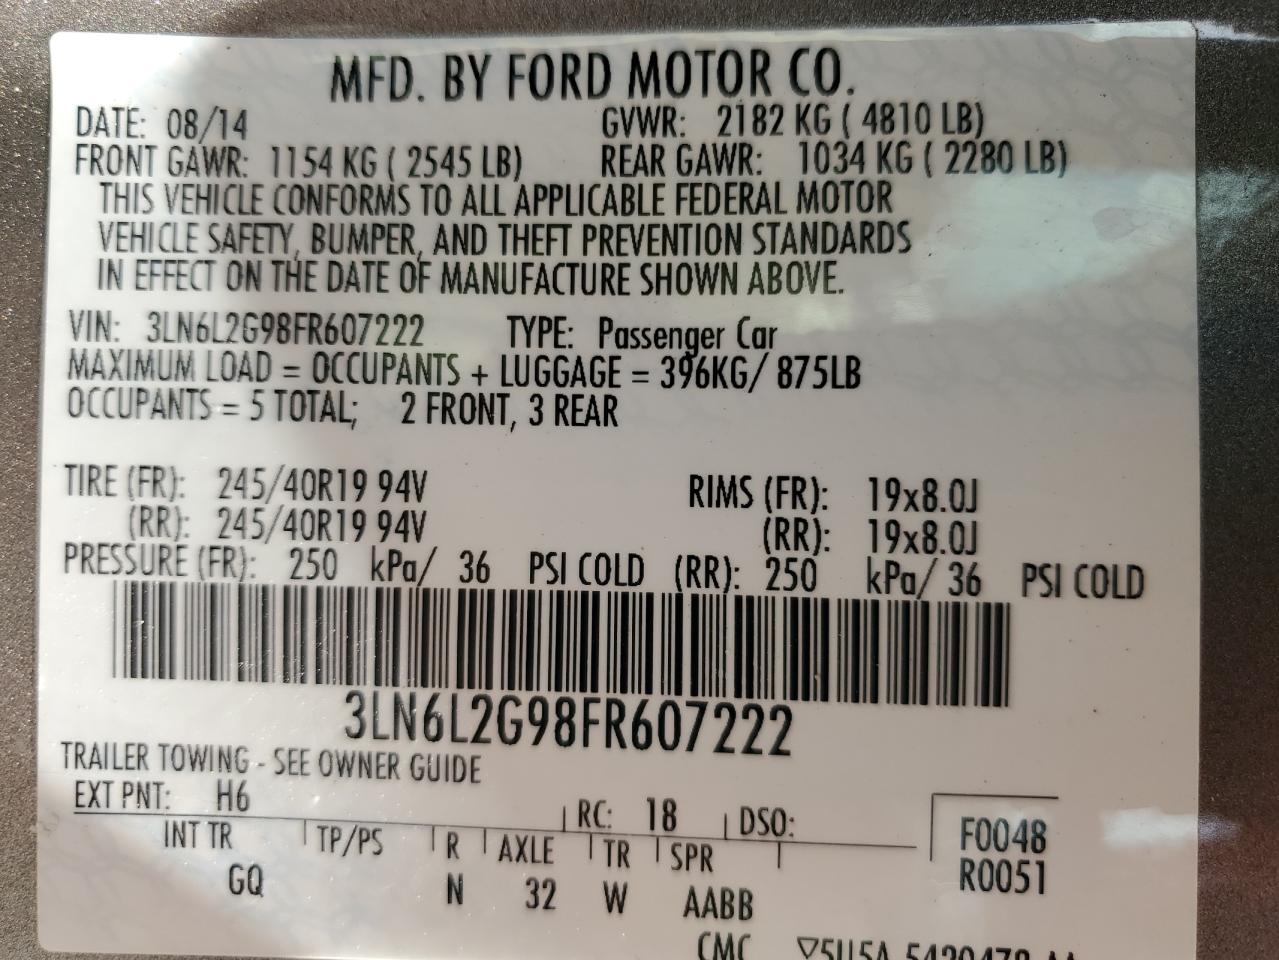 MFD. BY FORD MOTOR CO.
DATE: 08/14 GVWR: 2182 KG ( 4810 LB)
FRONT GAWR: 1154 KG ( 2545 LB) REAR GAWR: 1034 KG ( 2280 LB)
THIS VEHICLE CONFORMS TO ALL APPLICABLE FEDERAL MOTOR
VEHICLE SAFETY, BUMPER, AND THEFT PREVENTION STANDARDS
IN EFFECT ON THE DATE OF MANUFACTURE SHOWN ABOVE.
VIN: 3LN6L2G98FR607222 TYPE: Passenger Car
MAXIMUM LOAD = OCCUPANTS + LUGGAGE = 396KG/ 875LB
OCCUPANTS = 5 TOTAL; 2 FRONT, 3 REAR
TIRE (FR): 245/40R19 94V RIMS (FR): 19x8.0J
(RR): 245/40R19 94V (RR): 19x8.0J
PRESSURE (FR): 250 kPa/ 36 PSI COLD (RR): 250 kPa/ 36 PSI COLD
3LN6L2G98FR607222
TRAILER TOWING - SEE OWNER GUIDE
EXT PNT: H6 RC: 18 DSO:
INT TR TP/PS R AXLE TR SPR F0048
GQ N 32 W AABB R0051
CMC